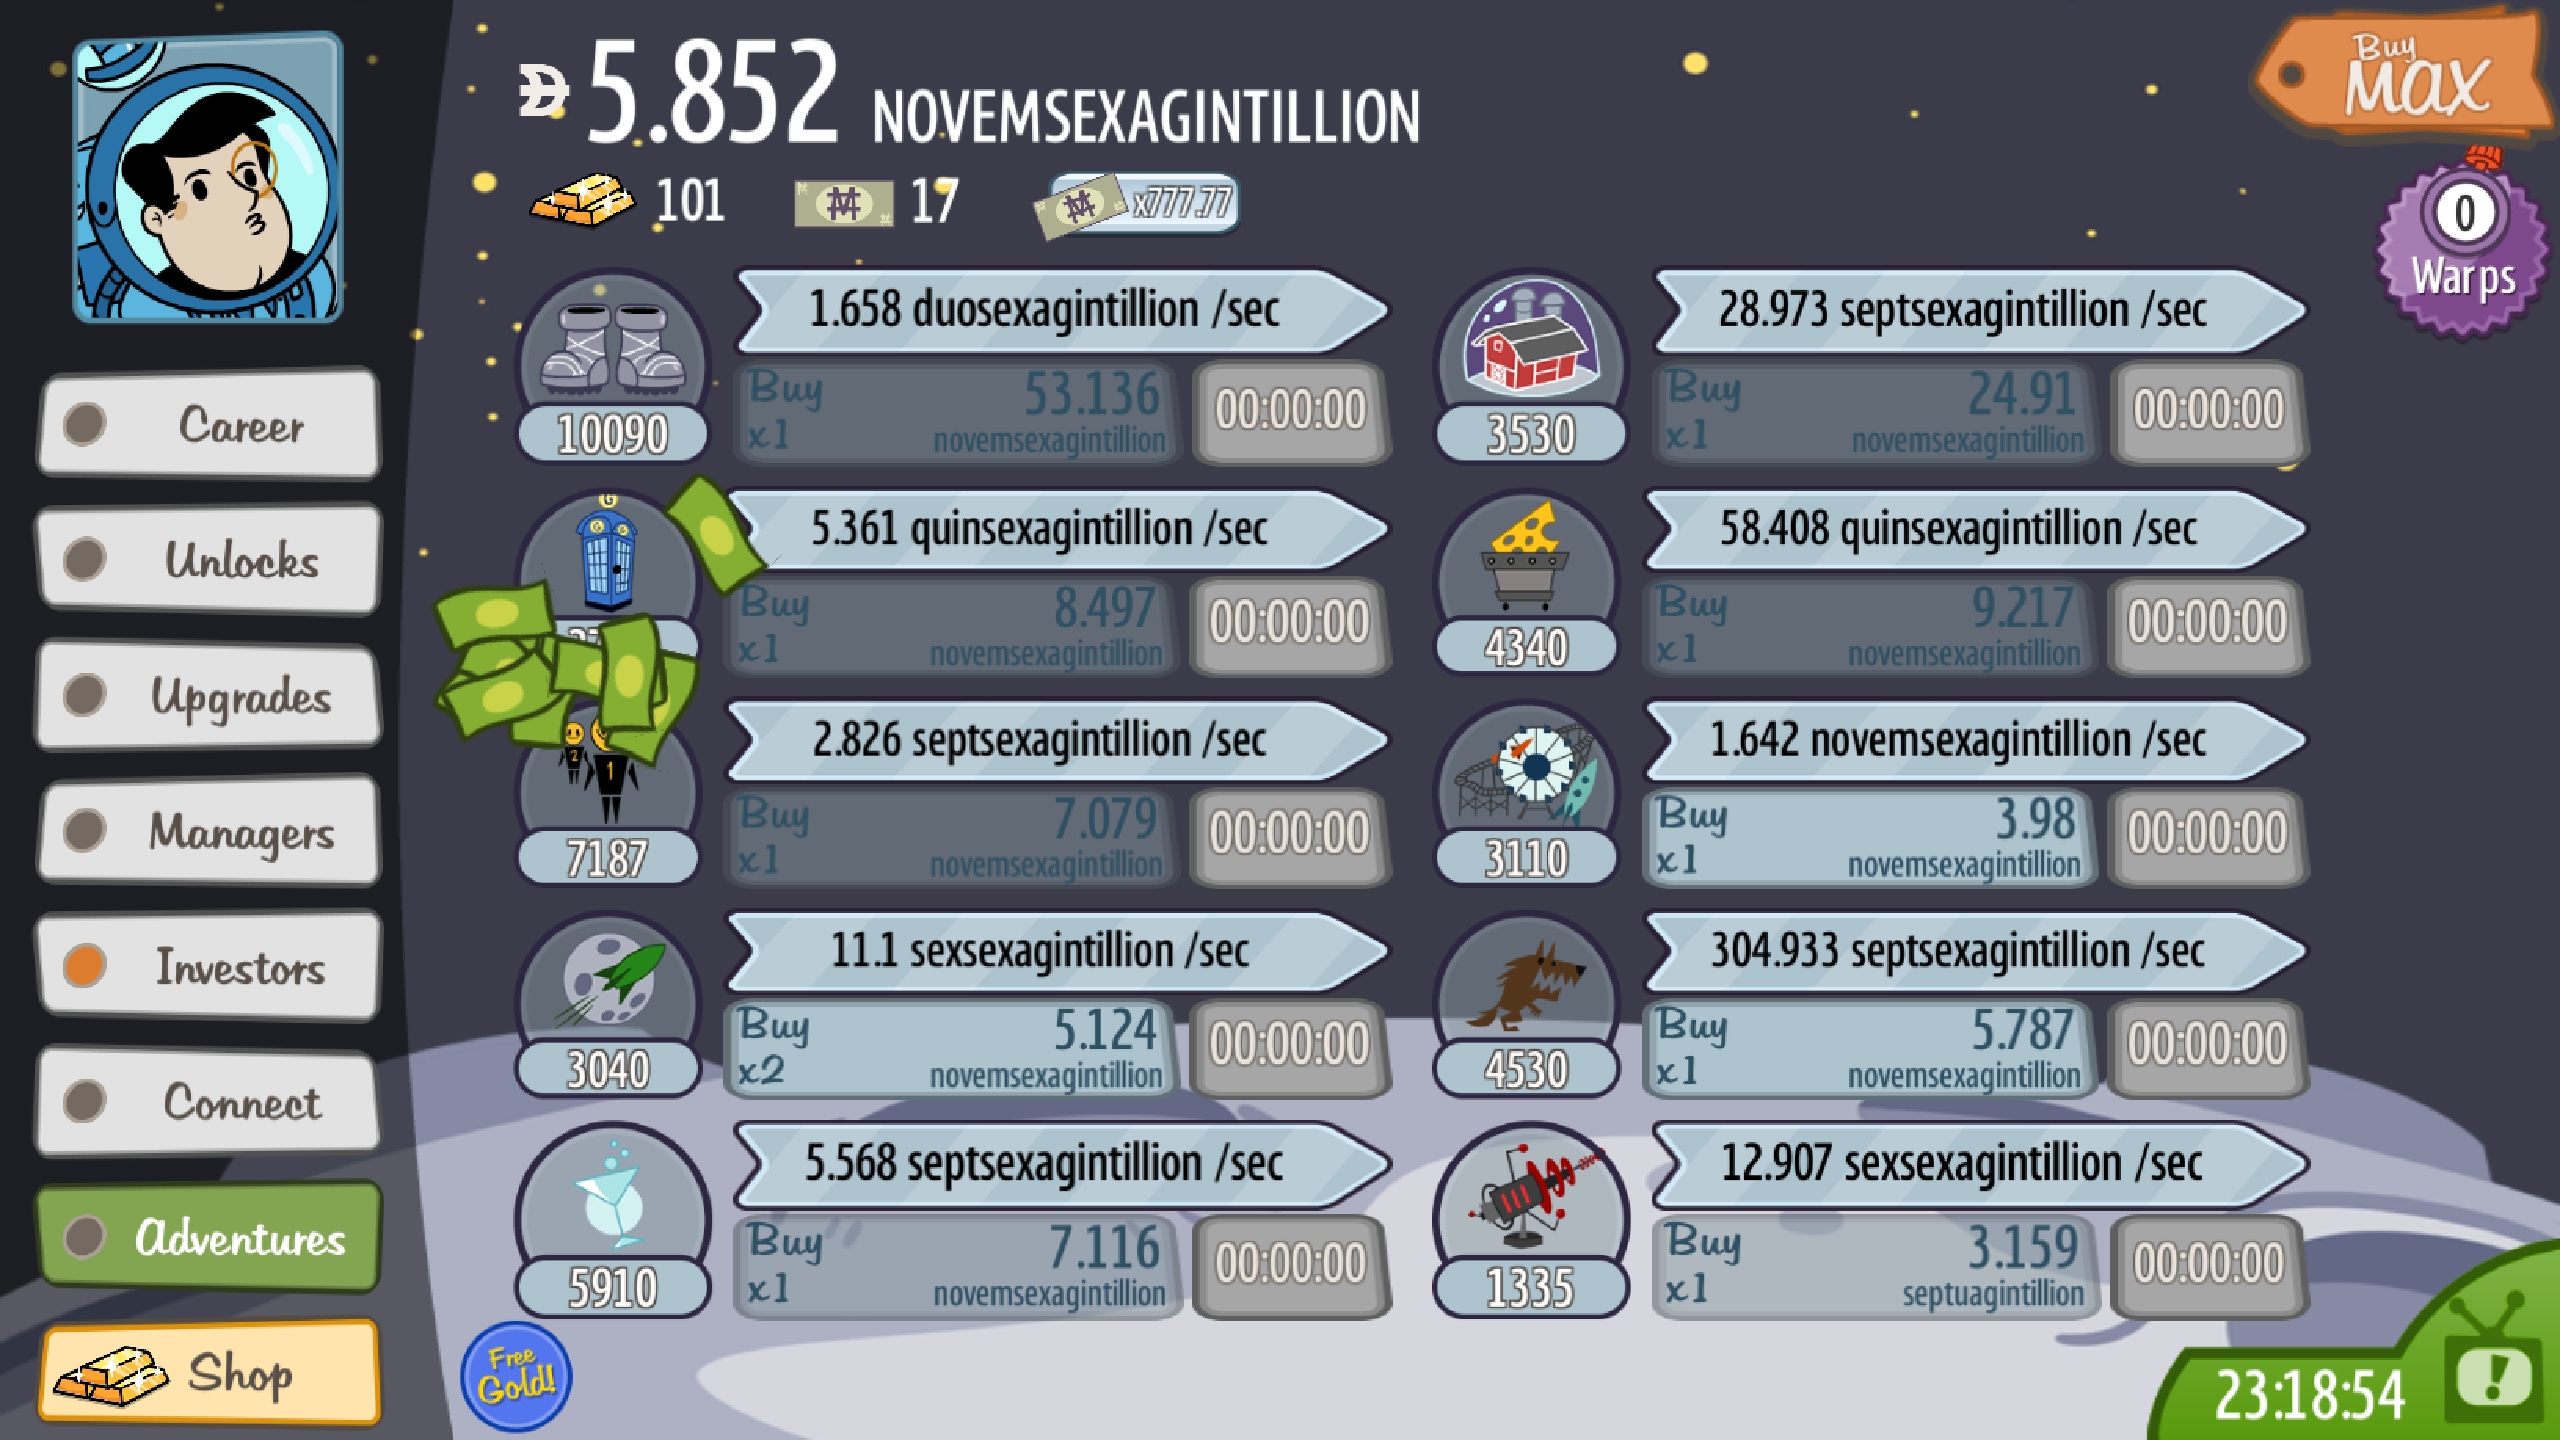 5.852 NOVEMSEXAGINTILLION
Buy
MAX
101
17
x777.77
0
Warps
Career
Unlocks
Upgrades
Managers
Investors
Connect
Adventures
Shop
1.658 duosexagintillion /sec
10090
Buy
x1
53.136
novemsexagintillion
00:00:00
28.973 septsexagintillion /sec
3530
Buy
x1
24.91
novemsexagintillion
00:00:00
5.361 quinsexagintillion /sec
Buy
x1
8.497
novemsexagintillion
00:00:00
58.408 quinsexagintillion /sec
4340
Buy
x1
9.217
novemsexagintillion
00:00:00
2.826 septsexagintillion /sec
2
1
7187
Buy
x1
7.079
novemsexagintillion
00:00:00
1.642 novemsexagintillion /sec
3110
Buy
x1
3.98
novemsexagintillion
00:00:00
11.1 sexsexagintillion /sec
3040
Buy
x2
5.124
novemsexagintillion
00:00:00
304.933 septsexagintillion /sec
4530
Buy
x1
5.787
novemsexagintillion
00:00:00
5.568 septsexagintillion /sec
5910
Buy
x1
7.116
novemsexagintillion
00:00:00
12.907 sexsexagintillion /sec
1335
Buy
x1
3.159
septuagintillion
00:00:00
Free
Gold!
23:18:54